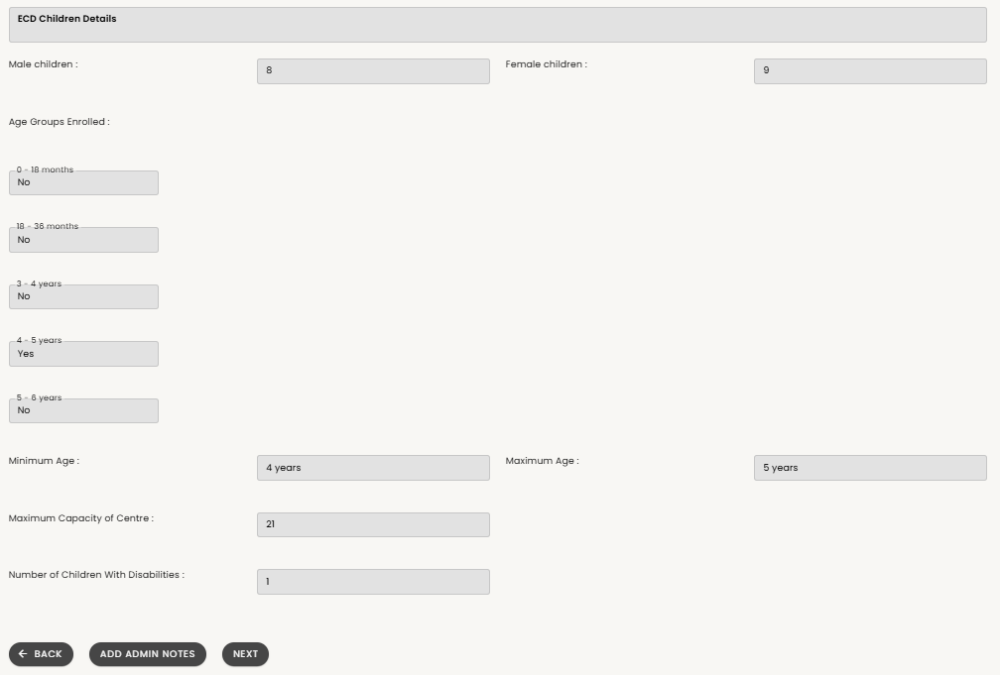 ECD Children Details
Male children :
8
Female children :
9
Age Groups Enrolled :
0 - 18 months
No
18 - 36 months
No
3 - 4 years
No
4 - 5 years
Yes
5 - 6 years
No
Minimum Age :
4 years
Maximum Age :
5 years
Maximum Capacity of Centre :
21
Number of Children With Disabilities :
1
← BACK
ADD ADMIN NOTES
NEXT